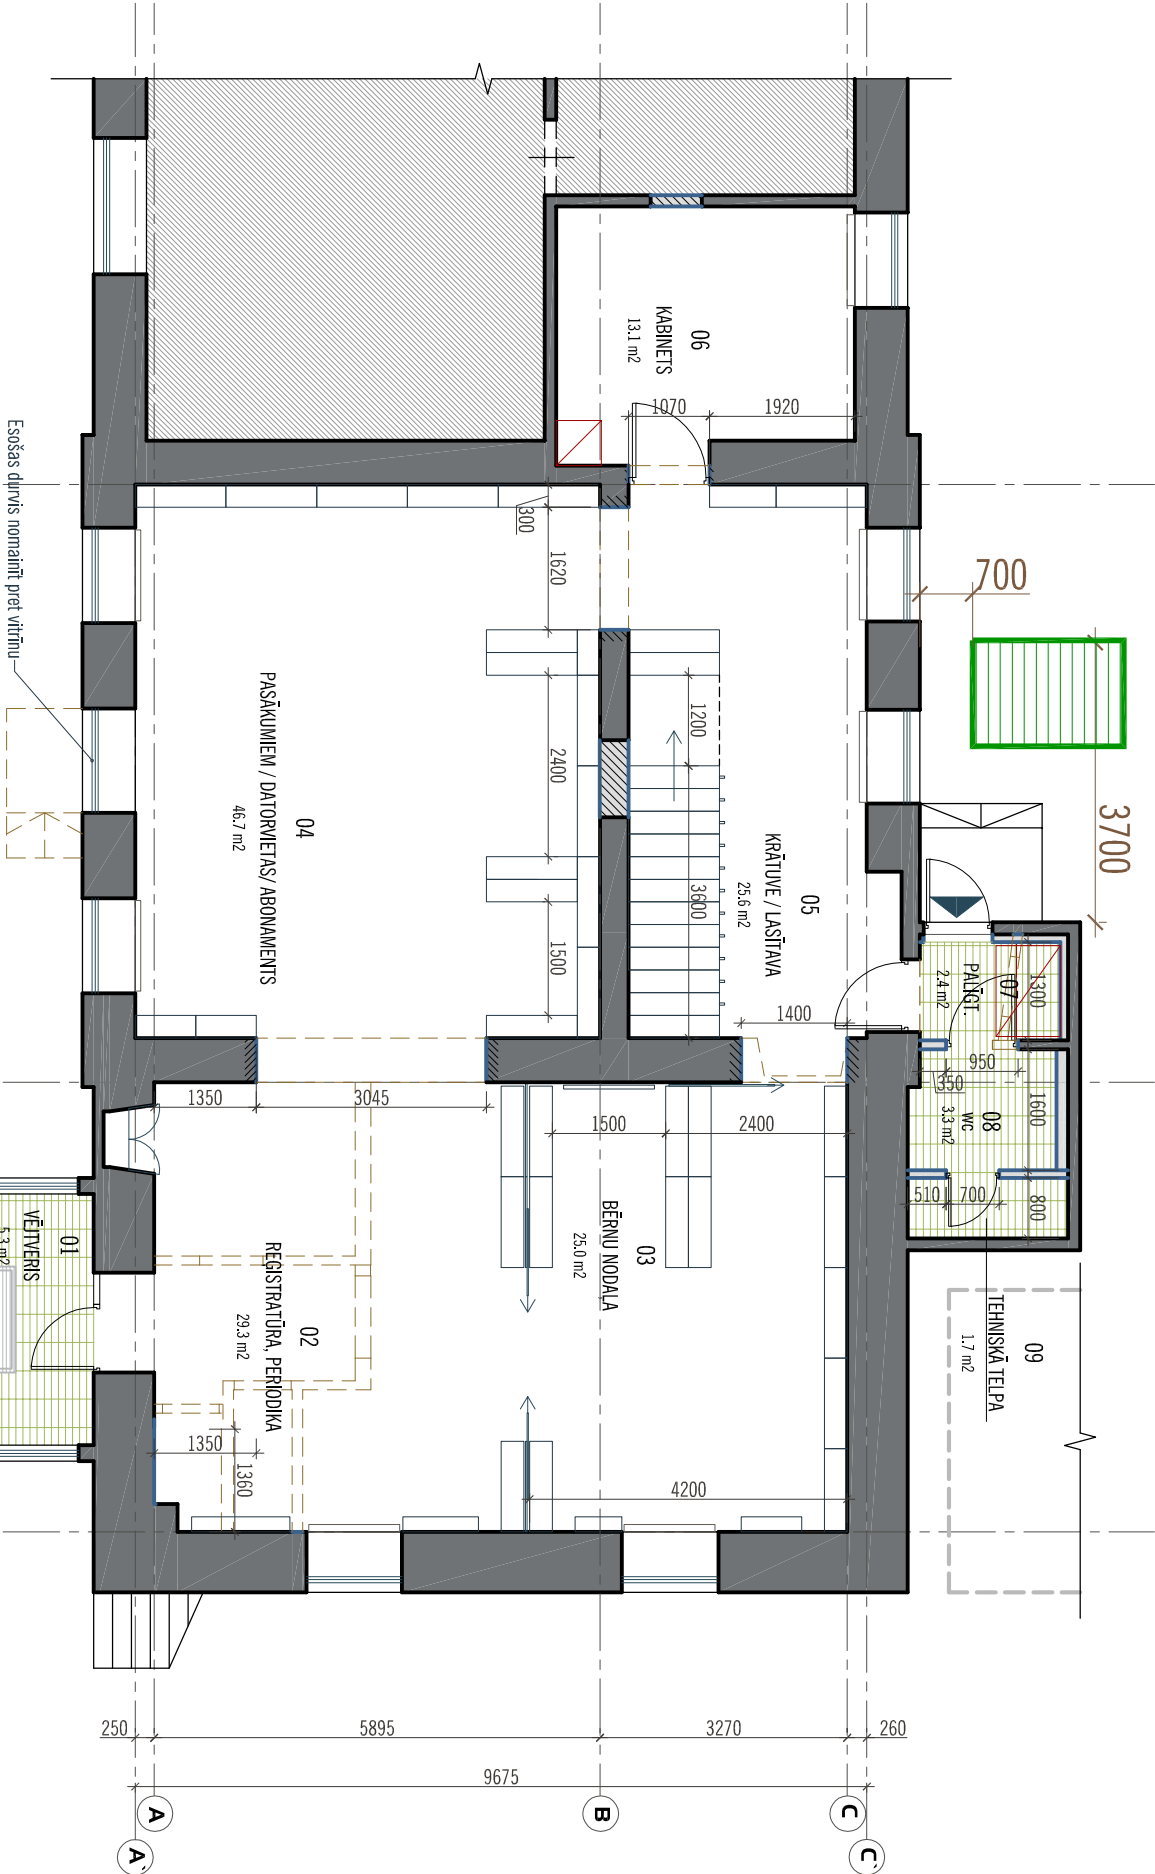 06
KABINETS
13.1 m2
1070
1920
700
3700
300
1620
2400
1500
1200
3600
04
PASĀKUMIEM / DATORVIETAS/ ABONAMENTS
46.7 m2
05
KRĀTUVE / LASĪTAVA
25.6 m2
Esošas durvis nomainīt pret vitrīnu
07
PALĪGT.
2.4 m2
1300
950
350
08
WC
3.3 m2
1600
510
700
800
1400
1350
3045
1500
2400
03
BĒRNU NODAĻA
25.0 m2
02
REĢISTRATŪRA, PERIODIKA
29.3 m2
01
VĒJTVERIS
5.3 m2
09
TEHNISKĀ TELPA
1.7 m2
1350
1360
4200
250
5895
3270
260
9675
A
B
C
A`
C`